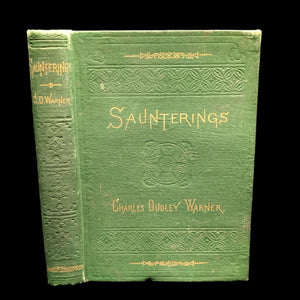 SAUNTERINGS
C.D. WARNER
SAUNTERINGS
CHARLES DUDLEY WARNER